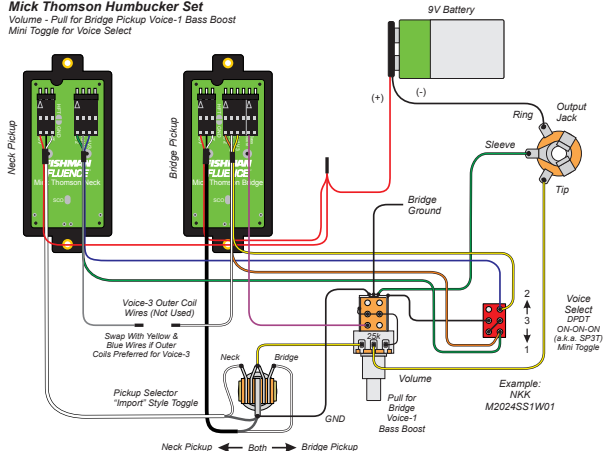 Mick Thomson Humbucker Set
Volume - Pull for Bridge Pickup Voice-1 Bass Boost
Mini Toggle for Voice Select
9V Battery
(+)
(-)
Output
Jack
Ring
Sleeve
Tip
Neck Pickup
Bridge Pickup
FISHMAN
FLUENCE
Mick Thomson Neck
FISHMAN
FLUENCE
Mick Thomson Bridge
Bridge
Ground
Voice-3 Outer Coil
Wires (Not Used)
Swap With Yellow &
Blue Wires if Outer
Coils Preferred for Voice-3
25k
2
3
1
Voice
Select
DPDT
ON-ON-ON
(a.k.a. SP3T)
Mini Toggle
Neck
Bridge
Volume
Pickup Selector
"Import" Style Toggle
GND
Pull for
Bridge
Voice-1
Bass Boost
Example:
NKK
M2024SS1W01
Neck Pickup
Both
Bridge Pickup